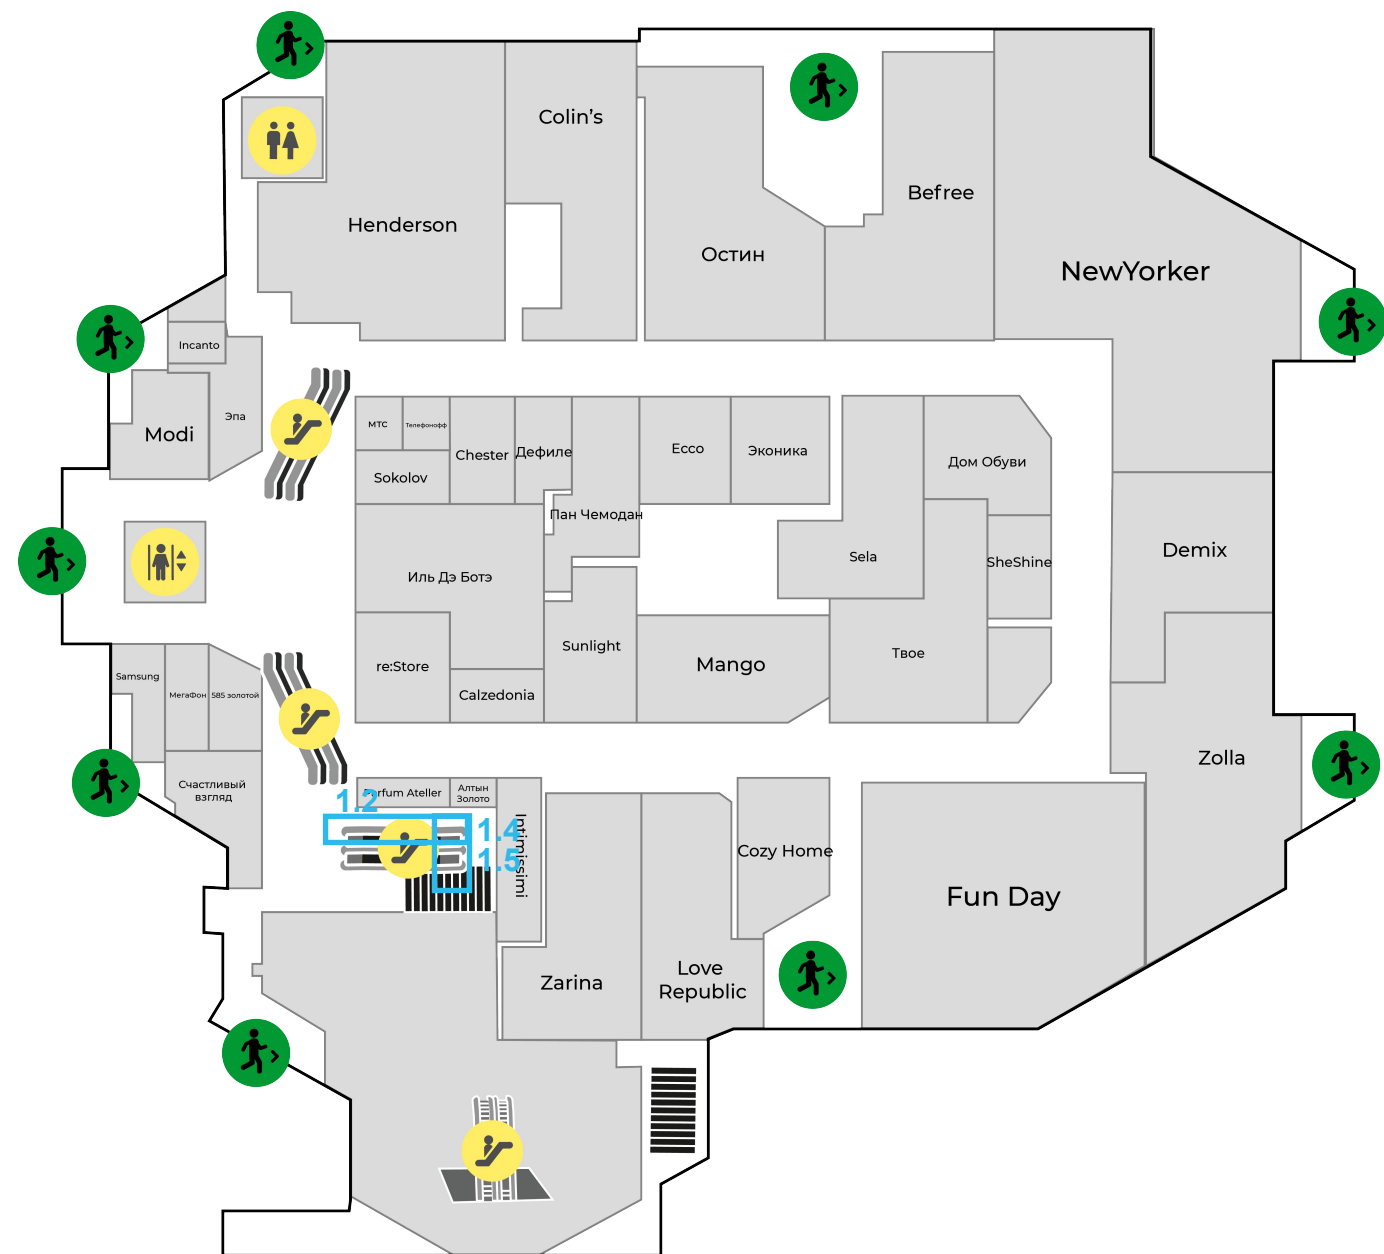 Colin’s
Henderson
Остин
Befree
NewYorker
Incanto
Modi
Эпа
мтс
Телефонофф
Chester
Дефиле
Sokolov
Ecco
Эконика
Дом Обуви
Пан Чемодан
Иль Дэ Ботэ
Sela
SheShine
Demix
re:Store
Calzedonia
Sunlight
Mango
Твое
Samsung
МегаФон
585 золотой
Счастливый
взгляд
Parfum Ateller
Алтын
Золото
1.2
1.4
1.5
Intimissimi
Cozy Home
Zolla
Fun Day
Zarina
Love
Republic